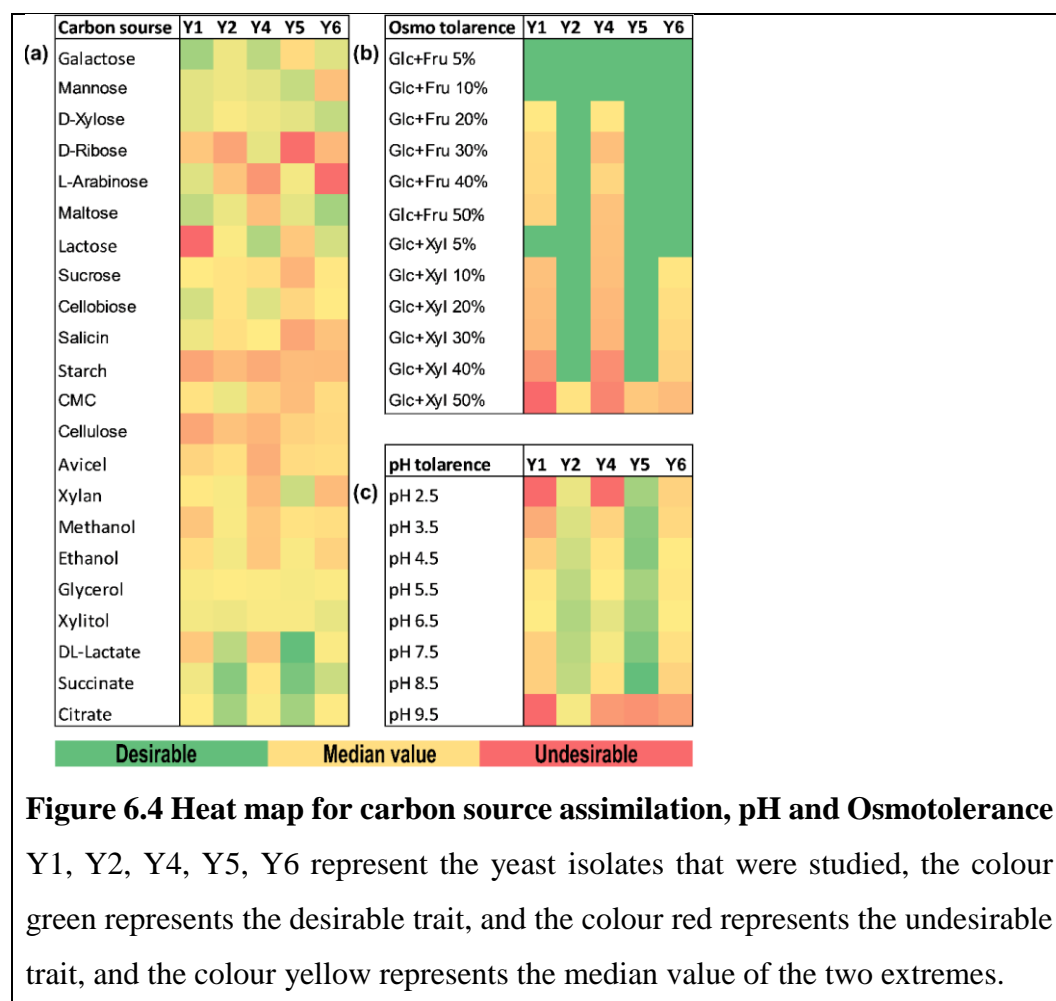 Carbon sourse Y1 Y2 Y4 Y5 Y6
(a)
Galactose
Mannose
D-Xylose
D-Ribose
L-Arabinose
Maltose
Lactose
Sucrose
Cellobiose
Salicin
Starch
CMC
Cellulose
Avicel
Xylan
Methanol
Ethanol
Glycerol
Xylitol
DL-Lactate
Succinate
Citrate
Osmo tolarence Y1 Y2 Y4 Y5 Y6
(b)
Glc+Fru 5%
Glc+Fru 10%
Glc+Fru 20%
Glc+Fru 30%
Glc+Fru 40%
Glc+Fru 50%
Glc+Xyl 5%
Glc+Xyl 10%
Glc+Xyl 20%
Glc+Xyl 30%
Glc+Xyl 40%
Glc+Xyl 50%
pH tolarence Y1 Y2 Y4 Y5 Y6
(c)
pH 2.5
pH 3.5
pH 4.5
pH 5.5
pH 6.5
pH 7.5
pH 8.5
pH 9.5
Desirable Median value Undesirable
Figure 6.4 Heat map for carbon source assimilation, pH and Osmotolerance
Y1, Y2, Y4, Y5, Y6 represent the yeast isolates that were studied, the colour
green represents the desirable trait, and the colour red represents the undesirable
trait, and the colour yellow represents the median value of the two extremes.